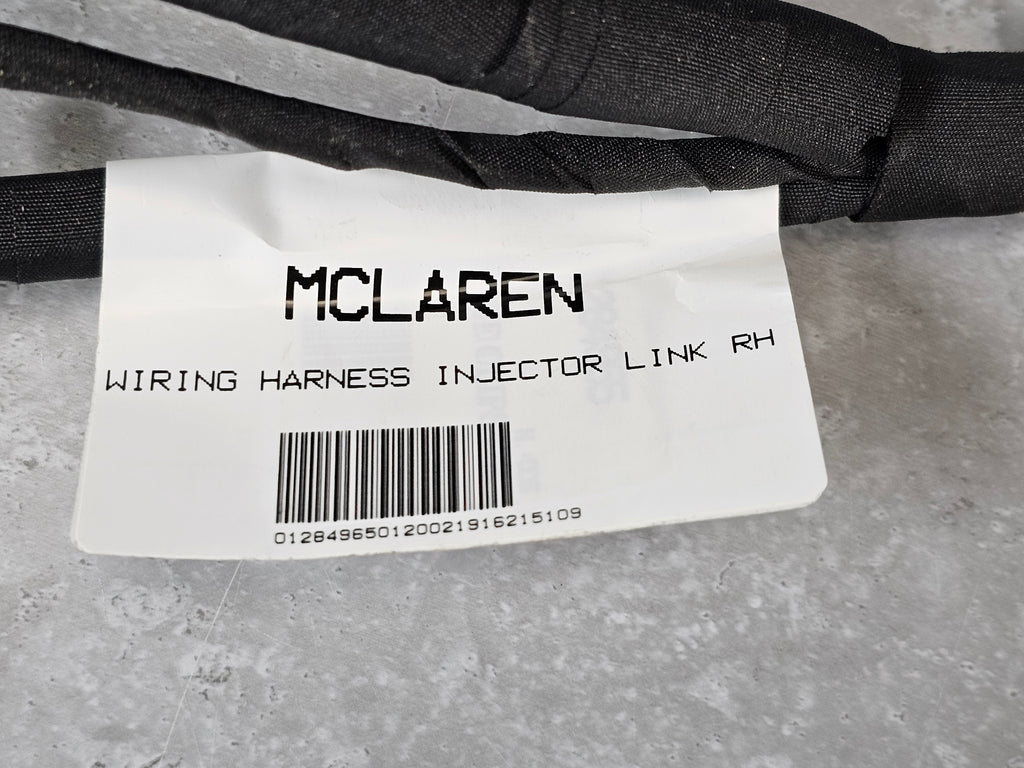 MCLAREN
WIRING HARNESS INJECTOR LINK RH
01284965012002191621​5109